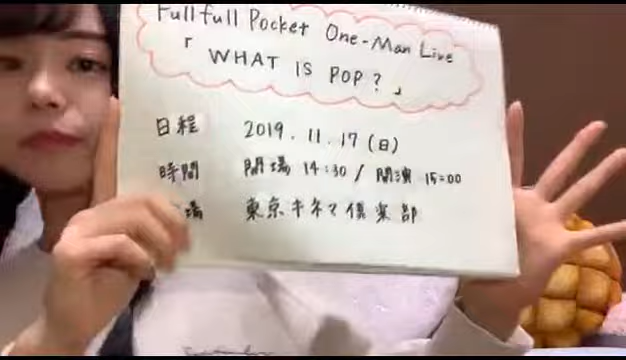 Fullfull Pocket One-Man Live
「WHAT IS POP?」
日程 2019.11.17(日)
時間 開場 14:30 / 開演 15:00
場 東京キネマ倶楽部